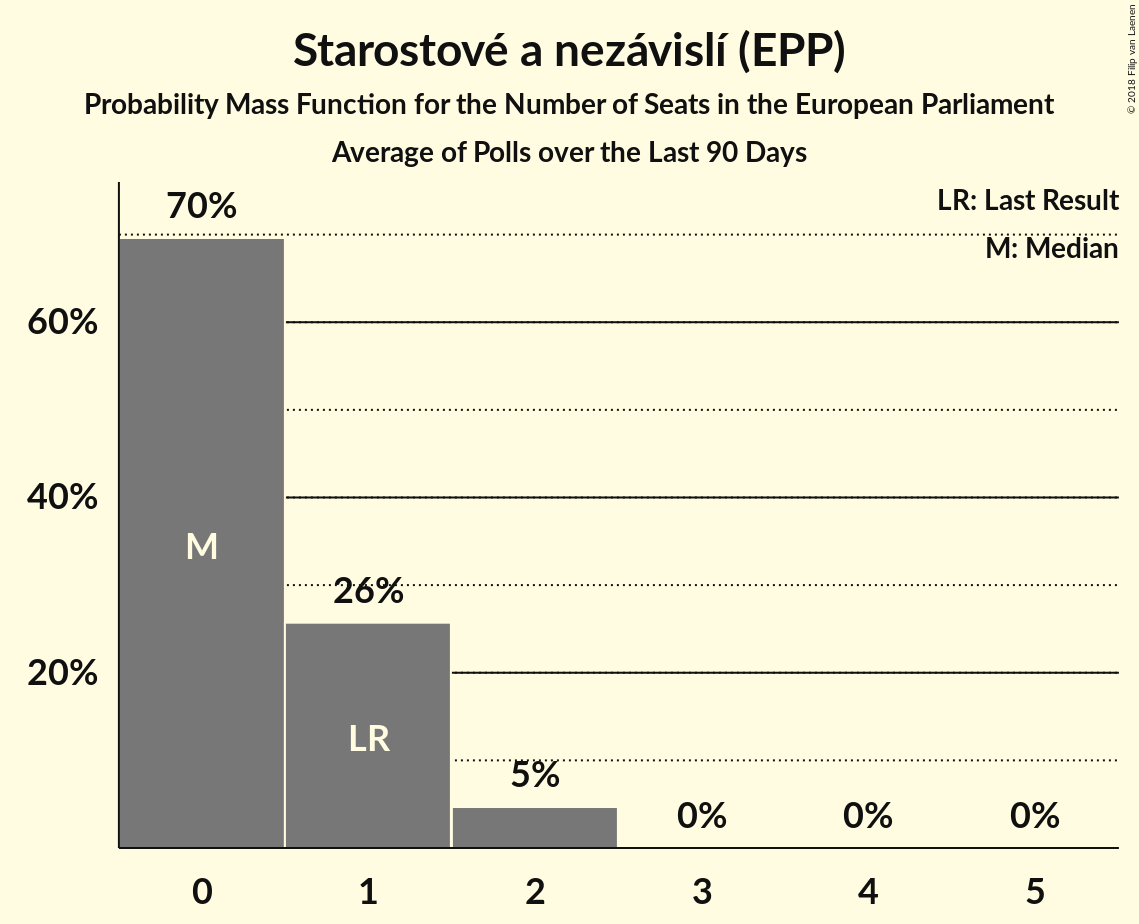 Starostové a nezávislí (EPP)
Probability Mass Function for the Number of Seats in the European Parliament
Average of Polls over the Last 90 Days
© 2018 Filip van Laenen
LR: Last Result
M: Median
70%
60%
40%
20%
M
26%
LR
5%
0%
0%
0%
0
1
2
3
4
5